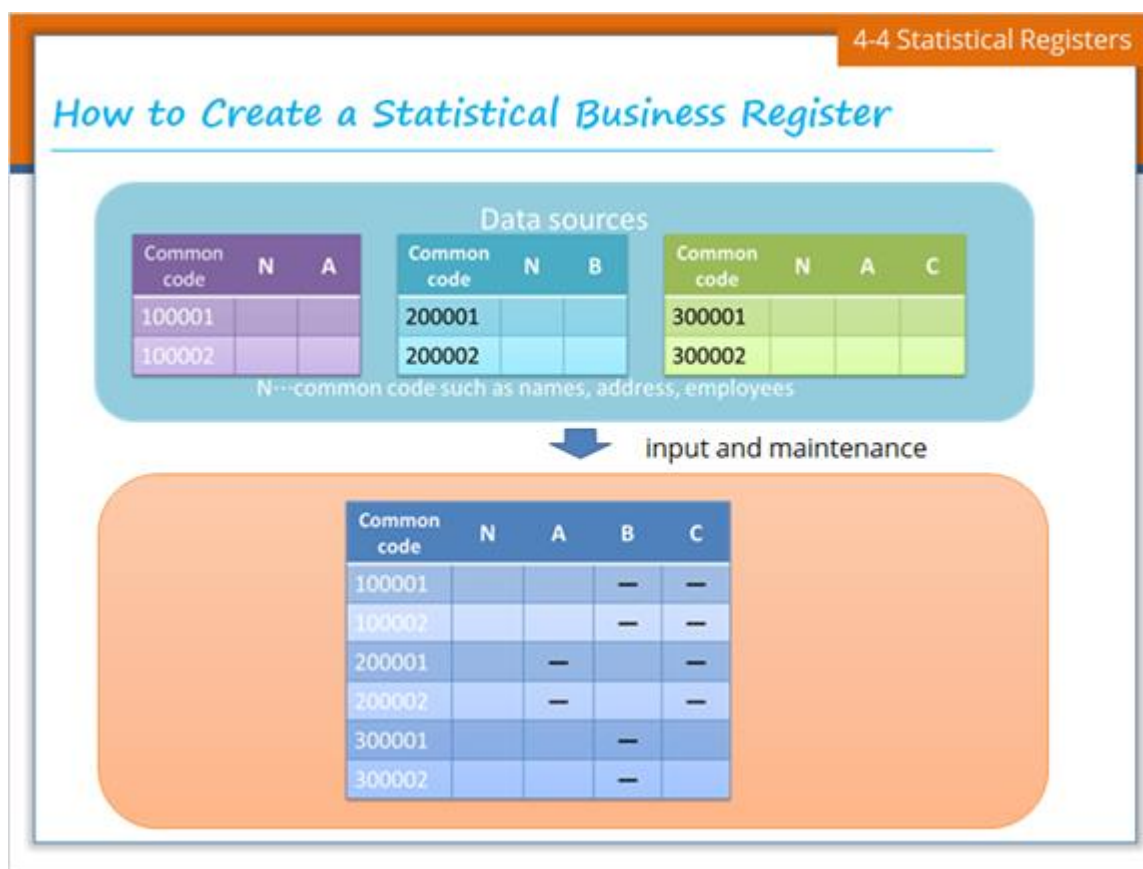 4-4 Statistical Registers
How to Create a Statistical Business Register
Data sources
Common code N A
100001
100002
Common code N B
200001
200002
Common code N A C
300001
300002
N⋯common code such as names, address, employees
input and maintenance
Common code N A B C
100001 – –
100002 – –
200001 – –
200002 – –
300001 –
300002 –